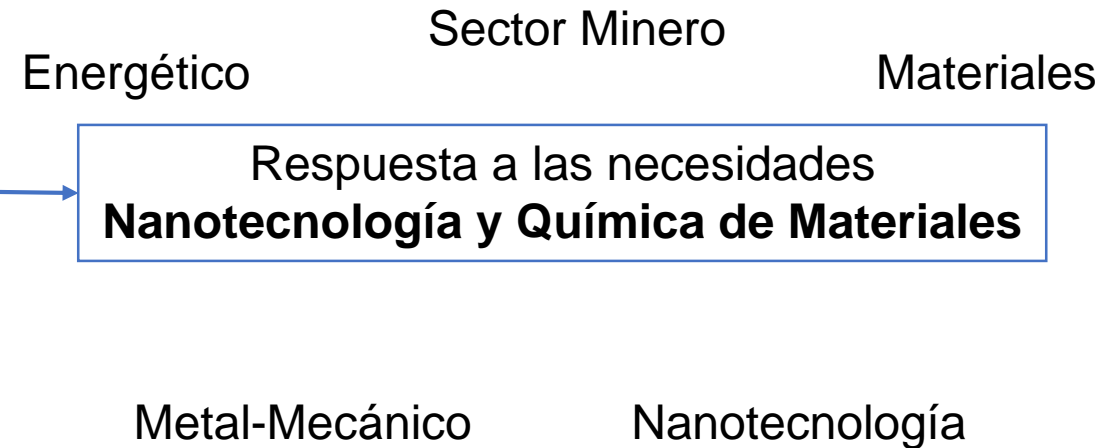 Sector Minero
Energético
Materiales
Respuesta a las necesidades
Nanotecnología y Química de Materiales
Metal-Mecánico
Nanotecnología